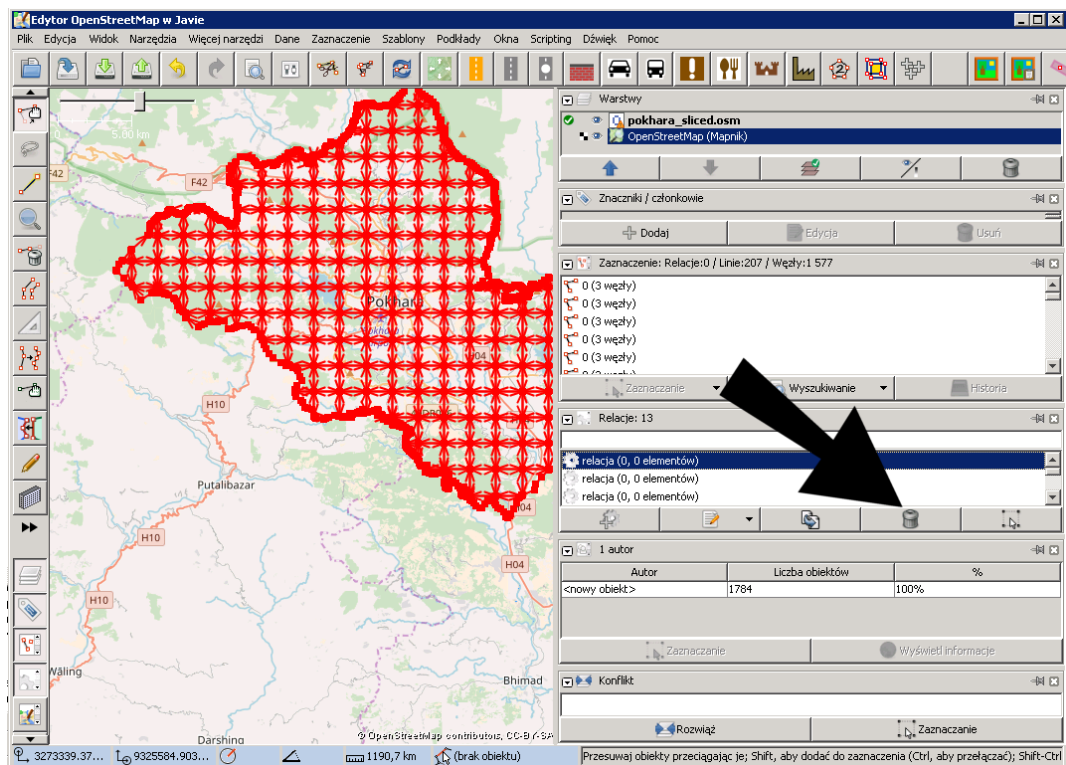 Edytor OpenStreetMap w Javie
Plik Edycja Widok Narzędzia Więcej narzędzi Dane Zaznaczenie Szablony Podkłady Okna Scripting Dźwięk Pomoc
0 5.00 km
F42
F42
Pokhara
H04
H10
Putalibazar
H10
H04
H04
H10
Wāling
Bhimad
Darshing
© OpenStreetMap contributors, CC-BY-SA
Warstwy
pokhara_sliced.osm
OpenStreetMap (Mapnik)
Znaczniki / członkowie
Dodaj Edycja Usuń
Zaznaczenie: Relacje:0 / Linie:207 / Węzły:1 577
0 (3 węzły)
0 (3 węzły)
0 (3 węzły)
0 (3 węzły)
0 (3 węzły)
0 (3 węzły)
Zaznaczanie Wyszukiwanie Historia
Relacje: 13
relacja (0, 0 elementów)
relacja (0, 0 elementów)
relacja (0, 0 elementów)
1 autor
Autor Liczba obiektów %
<nowy obiekt> 1784 100%
Zaznaczanie Wyświetl informacje
Konflikt
Rozwiąż Zaznaczanie
3273339.37... 9325584.903... 1190,7 km (brak obiektu) Przesuwaj obiekty przeciągając je; Shift, aby dodać do zaznaczenia (Ctrl, aby przełączać); Shift-Ctrl